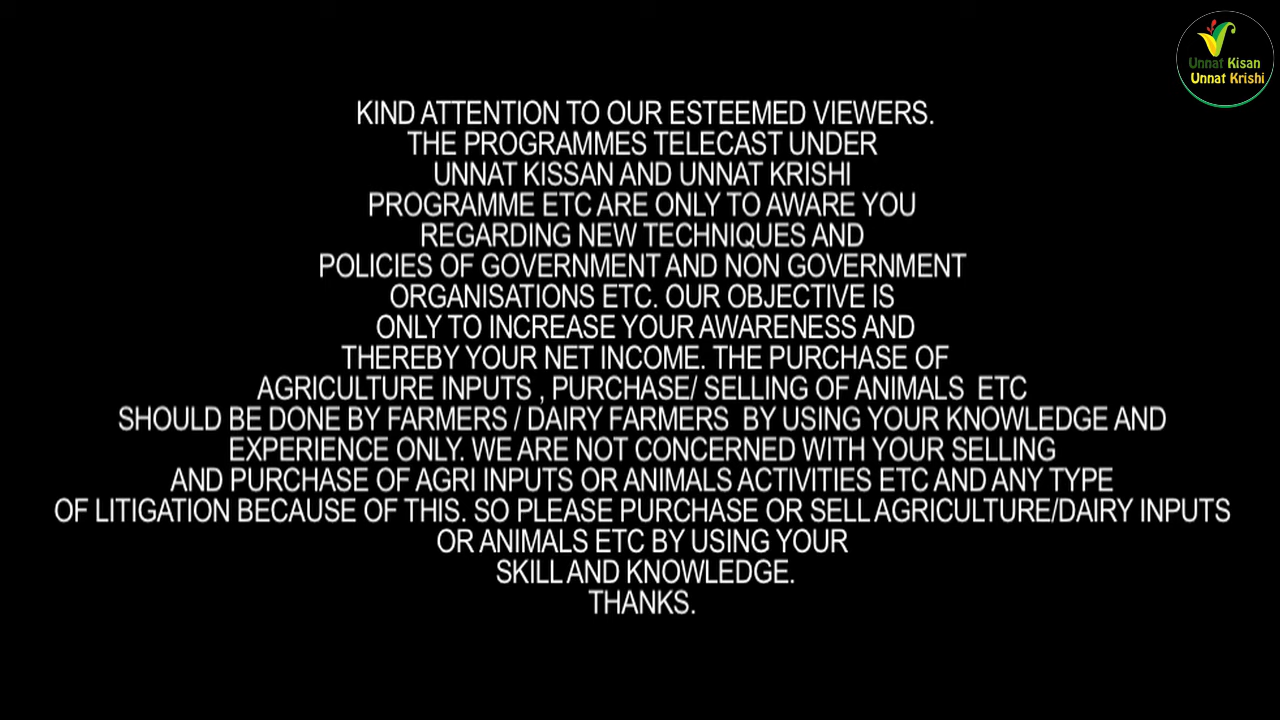 Unnat Kisan
Unnat Krishi
KIND ATTENTION TO OUR ESTEEMED VIEWERS.
THE PROGRAMMES TELECAST UNDER
UNNAT KISSAN AND UNNAT KRISHI
PROGRAMME ETC ARE ONLY TO AWARE YOU
REGARDING NEW TECHNIQUES AND
POLICIES OF GOVERNMENT AND NON GOVERNMENT
ORGANISATIONS ETC. OUR OBJECTIVE IS
ONLY TO INCREASE YOUR AWARENESS AND
THEREBY YOUR NET INCOME. THE PURCHASE OF
AGRICULTURE INPUTS , PURCHASE/ SELLING OF ANIMALS ETC
SHOULD BE DONE BY FARMERS / DAIRY FARMERS BY USING YOUR KNOWLEDGE AND
EXPERIENCE ONLY. WE ARE NOT CONCERNED WITH YOUR SELLING
AND PURCHASE OF AGRI INPUTS OR ANIMALS ACTIVITIES ETC AND ANY TYPE
OF LITIGATION BECAUSE OF THIS. SO PLEASE PURCHASE OR SELL AGRICULTURE/DAIRY INPUTS
OR ANIMALS ETC BY USING YOUR
SKILL AND KNOWLEDGE.
THANKS.